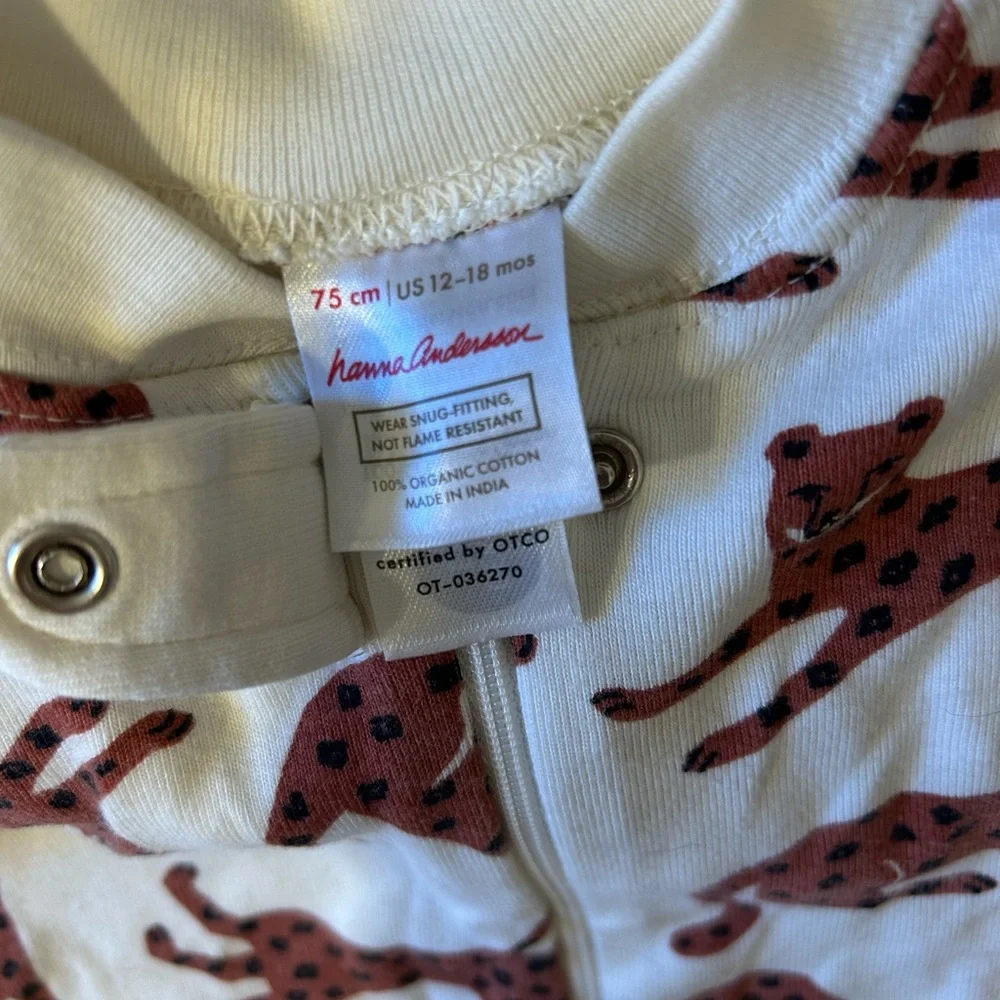 75 cm | US 12-18 mos
hanna Andersson
WEAR SNUG-FITTING,
NOT FLAME RESISTANT
100% ORGANIC COTTON
MADE IN INDIA
certified by OTCO
OT-036270